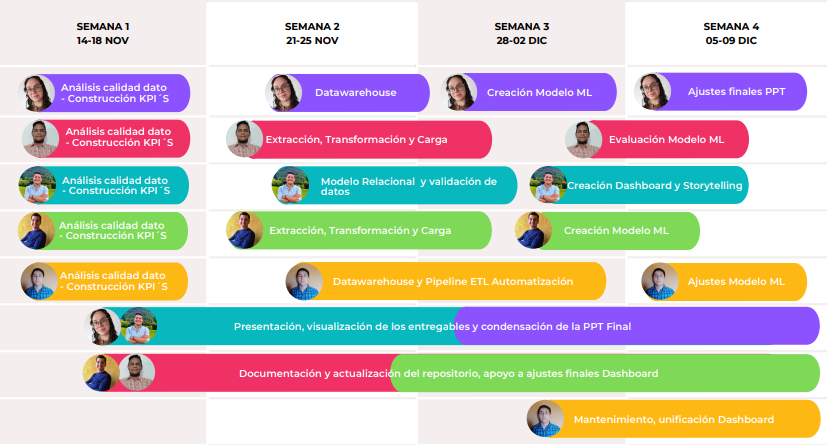 SEMANA 1
14-18 NOV
SEMANA 2
21-25 NOV
SEMANA 3
28-02 DIC
SEMANA 4
05-09 DIC
Análisis calidad dato
- Construcción KPI´S
Datawarehouse
Creación Modelo ML
Ajustes finales PPT
Análisis calidad dato
- Construcción KPI´S
Extracción, Transformación y Carga
Evaluación Modelo ML
Análisis calidad dato
- Construcción KPI´S
Modelo Relacional y validación de
datos
Creación Dashboard y Storytelling
Análisis calidad dato
- Construcción KPI´S
Extracción, Transformación y Carga
Creación Modelo ML
Análisis calidad dato
- Construcción KPI´S
Datawarehouse y Pipeline ETL Automatización
Ajustes Modelo ML
Presentación, visualización de los entregables y condensación de la PPT Final
Documentación y actualización del repositorio, apoyo a ajustes finales Dashboard
Mantenimiento, unificación Dashboard